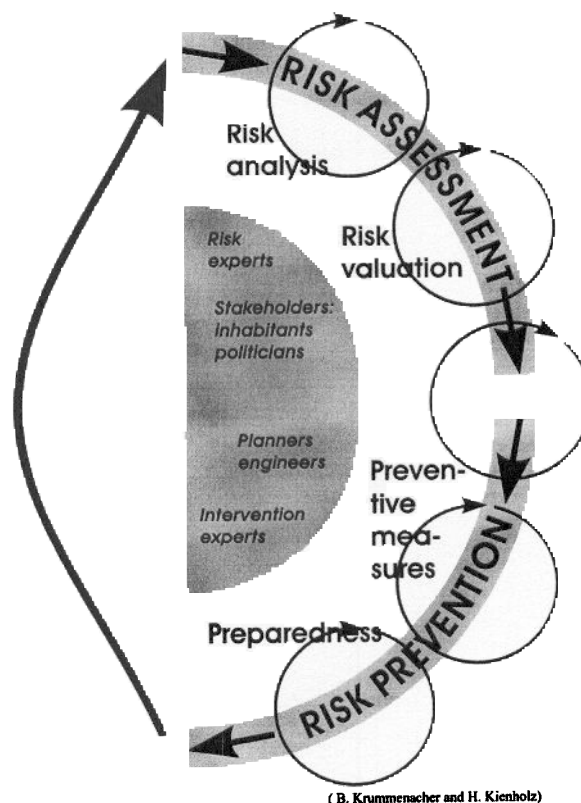 RISK ASSESSMENT
Risk
analysis
Risk
valuation
Risk
experts
Stakeholders:
inhabitants
politicians
Planners
engineers
Intervention
experts
Preven-
tive
mea-
sures
Preparedness
RISK PREVENTION
( B. Krummenacher and H. Kienholz)